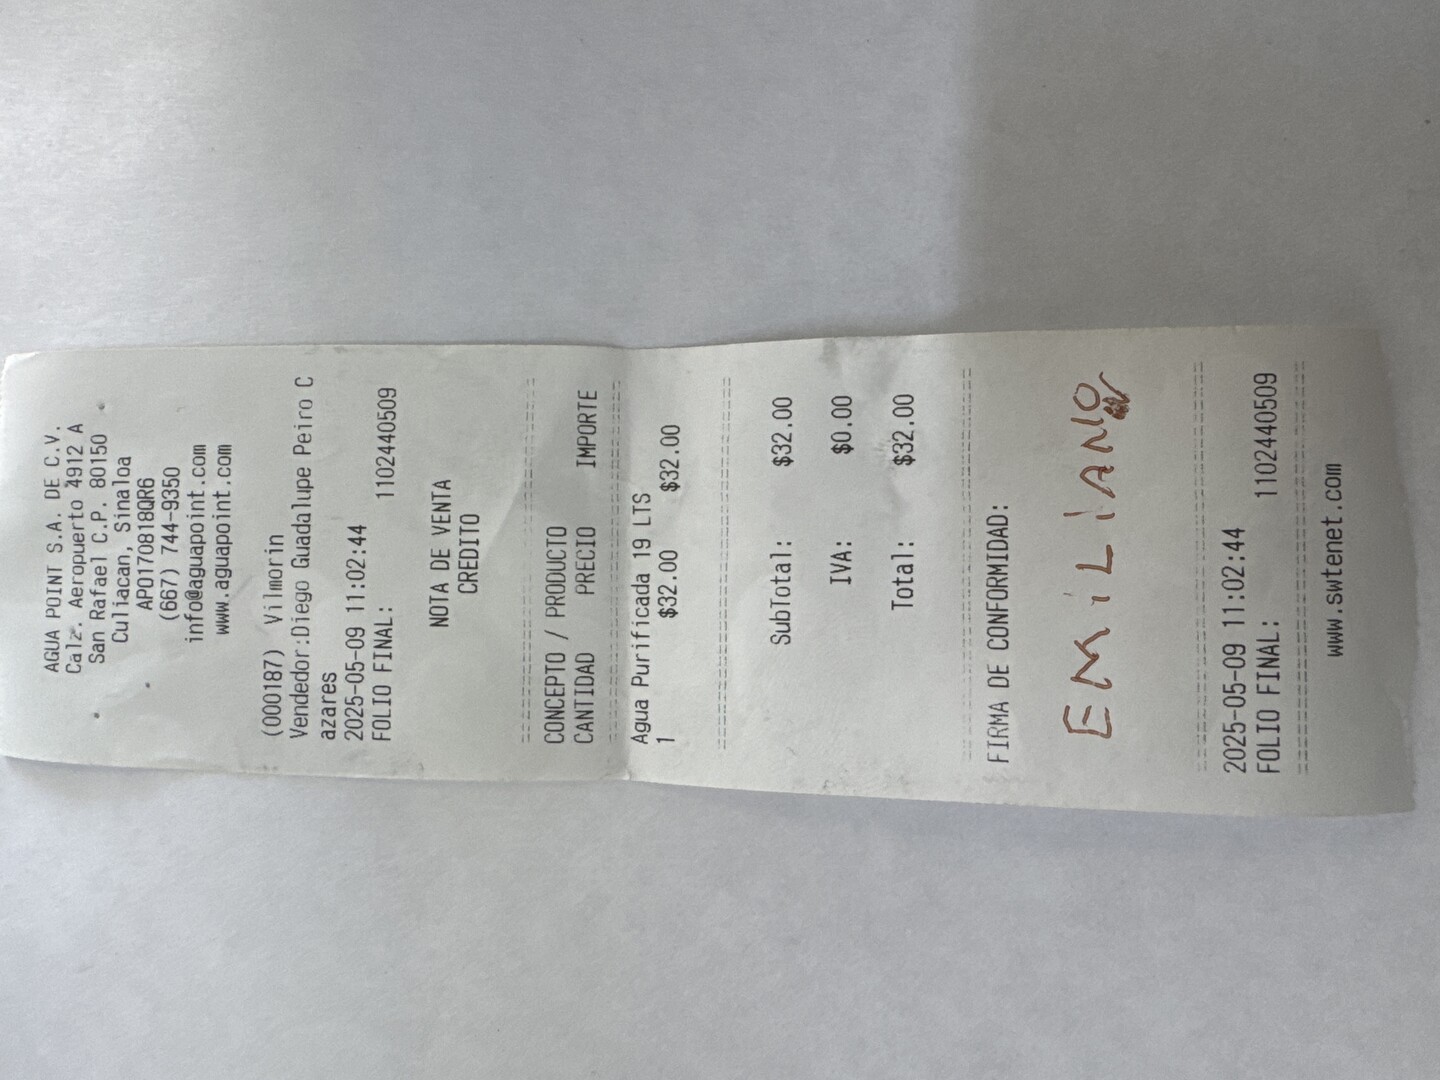 AGUA POINT S.A. DE C.V.
Calz. Aeropuerto 4912 A
San Rafael C.P. 80150
Culiacan, Sinaloa
APO170818QR6
(667) 744-9350
info@aguapoint.com
www.aguapoint.com
(000187) Vilmorin
Vendedor:Diego Guadalupe Peiro C
azares
2025-05-09 11:02:44
FOLIO FINAL: 1102440509
NOTA DE VENTA
CREDITO
CONCEPTO / PRODUCTO
CANTIDAD PRECIO IMPORTE
Agua Purificada 19 LTS
1 $32.00 $32.00
SubTotal: $32.00
IVA: $0.00
Total: $32.00
FIRMA DE CONFORMIDAD:
EMiLiANO
2025-05-09 11:02:44
FOLIO FINAL: 1102440509
www.swtenet.com